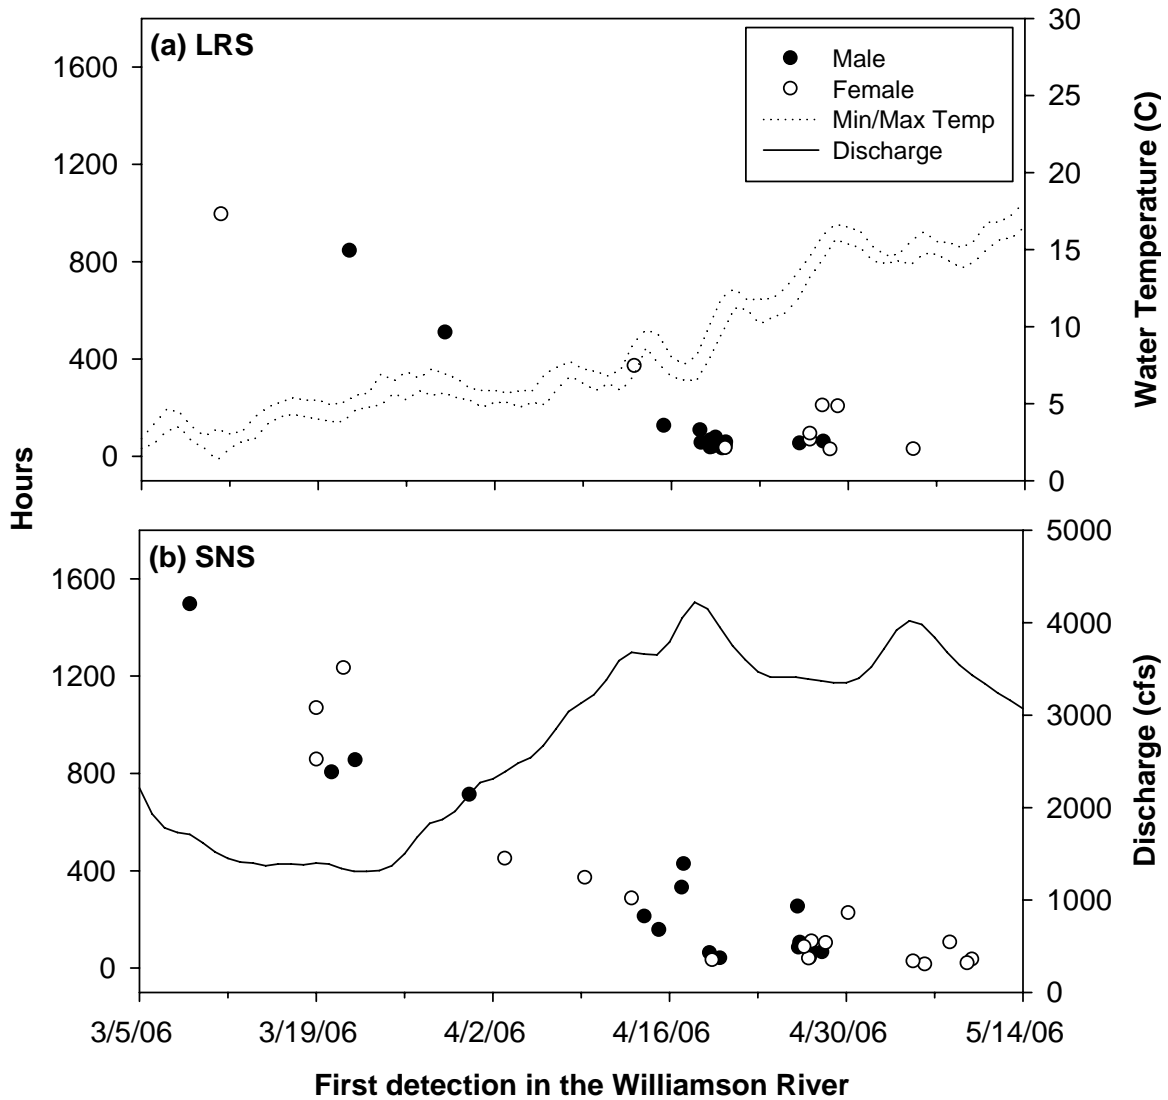 (a) LRS
Male
Female
Min/Max Temp
Discharge
1600
1200
800
400
0
30
25
20
15
10
5
0
Water Temperature (C)
Hours
(b) SNS
1600
1200
800
400
0
5000
4000
3000
2000
1000
0
Discharge (cfs)
3/5/06 3/19/06 4/2/06 4/16/06 4/30/06 5/14/06
First detection in the Williamson River